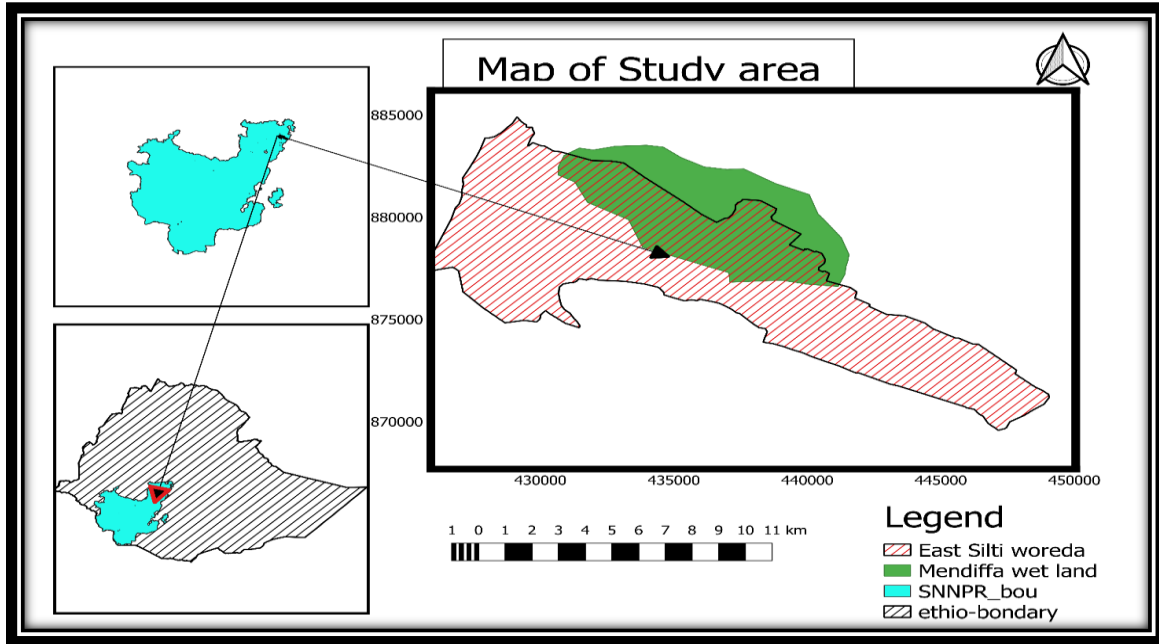 Map of Study area
885000
880000
875000
870000
430000 435000 440000 445000 450000
1 0 1 2 3 4 5 6 7 8 9 10 11 km
Legend
East Silti woreda
Mendiffa wet land
SNNPR_bou
ethio-bondary